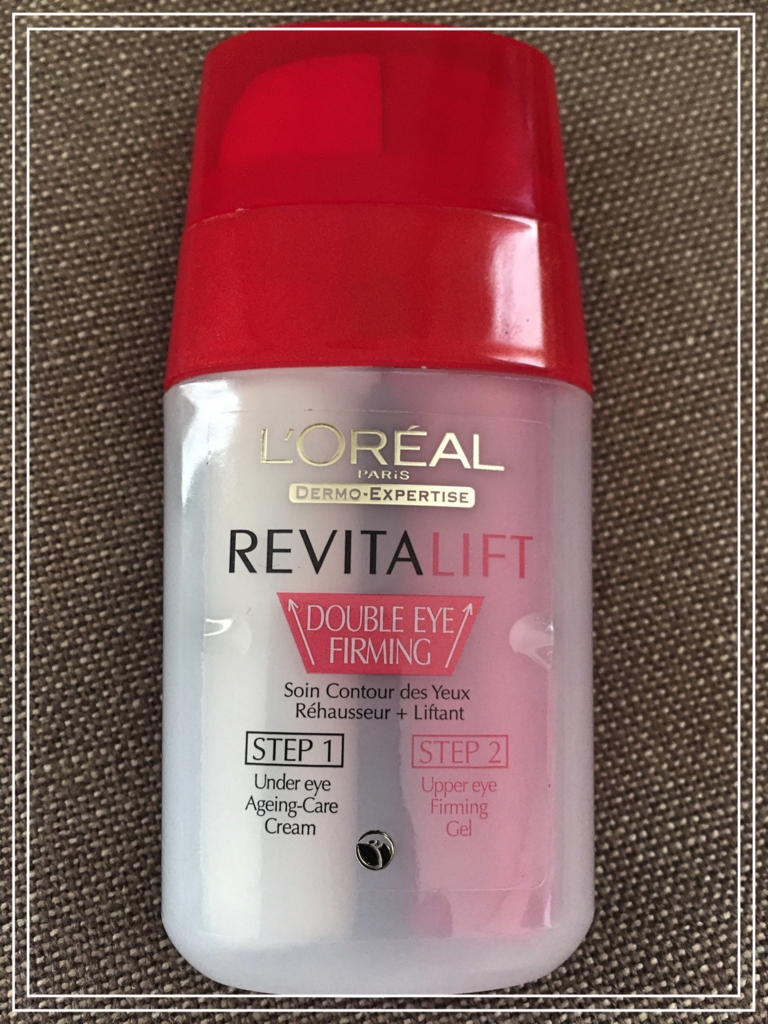 L'ORÉAL
PARIS
DERMO-EXPERTISE
REVITALIFT
DOUBLE EYE
FIRMING
Soin Contour des Yeux
Réhausseur + Liftant
STEP 1
Under eye
Ageing-Care
Cream
STEP 2
Upper eye
Firming
Gel